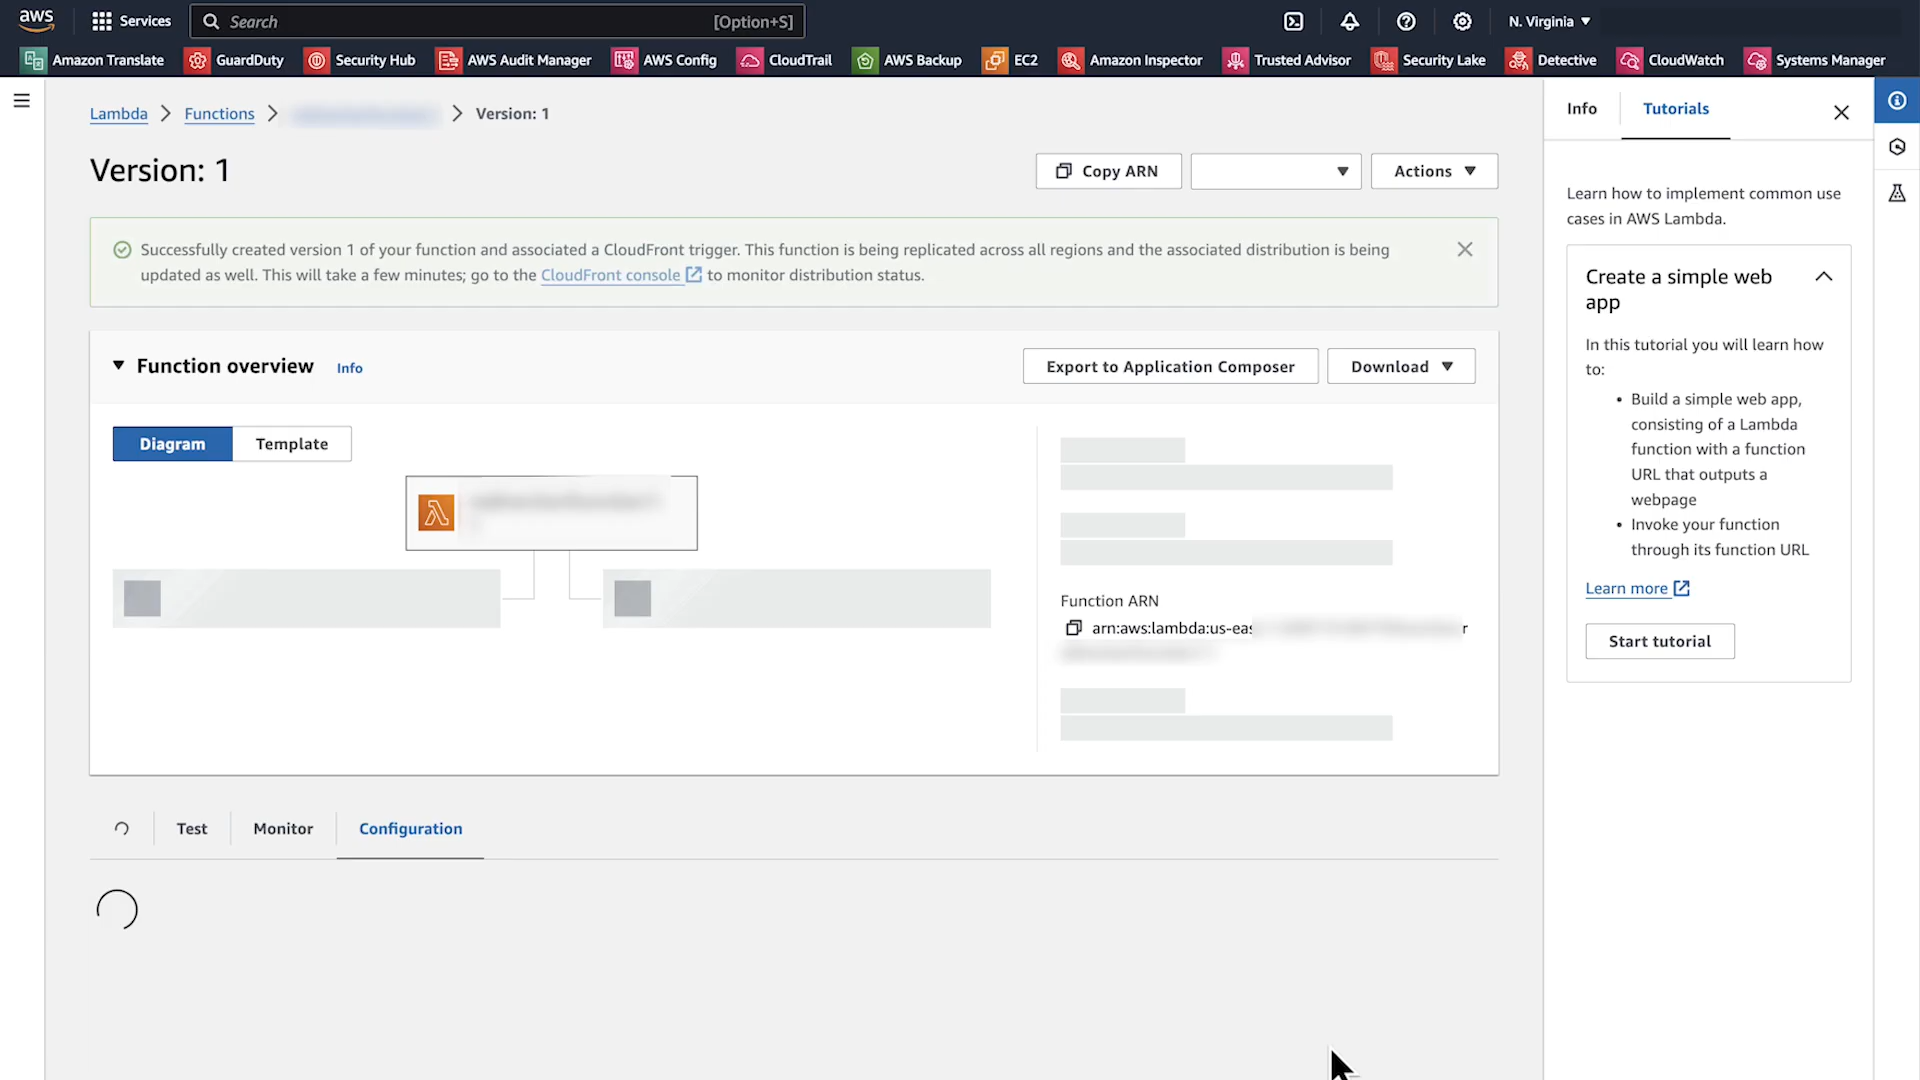 aws
Services
Search
[Option+S]
N. Virginia
Amazon Translate
GuardDuty
Security Hub
AWS Audit Manager
AWS Config
CloudTrail
AWS Backup
EC2
Amazon Inspector
Trusted Advisor
Security Lake
Detective
CloudWatch
Systems Manager
Lambda
Functions
Version: 1
Version: 1
Copy ARN
Actions
Successfully created version 1 of your function and associated a CloudFront trigger. This function is being replicated across all regions and the associated distribution is being
updated as well. This will take a few minutes; go to the CloudFront console to monitor distribution status.
Function overview
Info
Export to Application Composer
Download
Diagram
Template
Function ARN
arn:aws:lambda:us-eas
r
Test
Monitor
Configuration
Info
Tutorials
Learn how to implement common use
cases in AWS Lambda.
Create a simple web
app
In this tutorial you will learn how
to:
• Build a simple web app,
consisting of a Lambda
function with a function
URL that outputs a
webpage
• Invoke your function
through its function URL
Learn more
Start tutorial